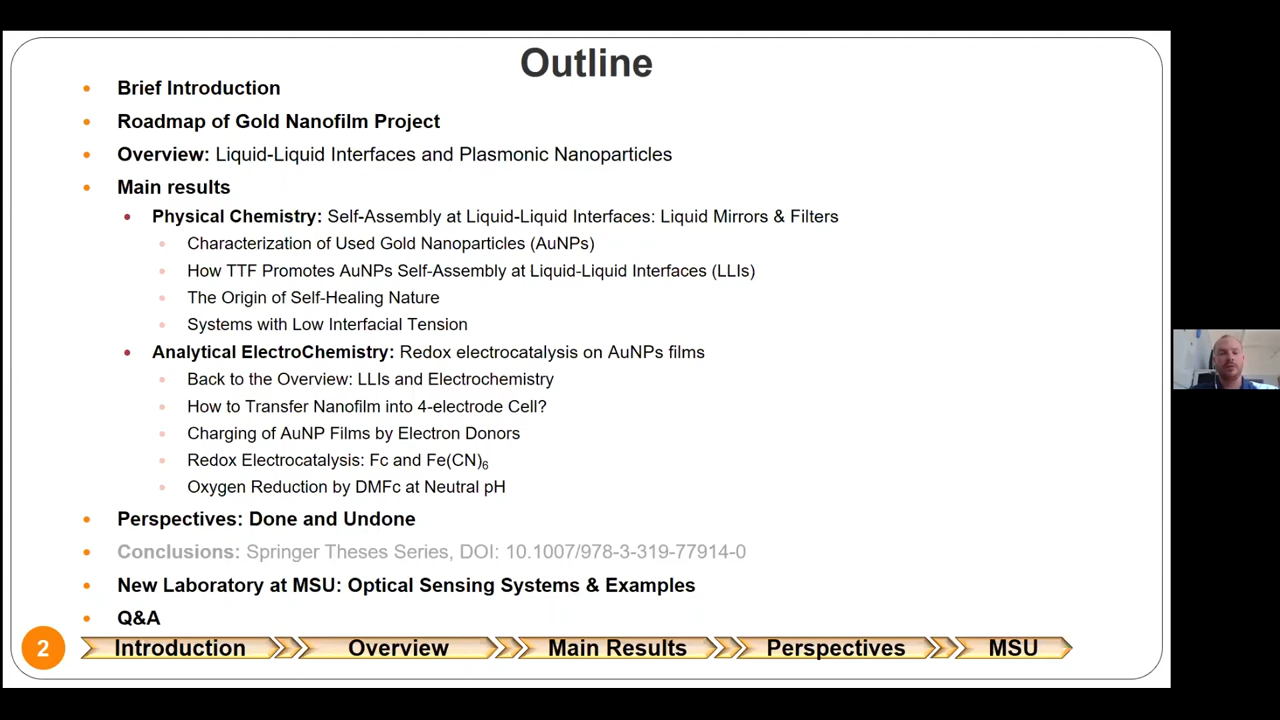 Outline
Brief Introduction
Roadmap of Gold Nanofilm Project
Overview: Liquid-Liquid Interfaces and Plasmonic Nanoparticles
Main results
Physical Chemistry: Self-Assembly at Liquid-Liquid Interfaces: Liquid Mirrors & Filters
Characterization of Used Gold Nanoparticles (AuNPs)
How TTF Promotes AuNPs Self-Assembly at Liquid-Liquid Interfaces (LLIs)
The Origin of Self-Healing Nature
Systems with Low Interfacial Tension
Analytical ElectroChemistry: Redox electrocatalysis on AuNPs films
Back to the Overview: LLIs and Electrochemistry
How to Transfer Nanofilm into 4-electrode Cell?
Charging of AuNP Films by Electron Donors
Redox Electrocatalysis: Fc and Fe(CN)₆
Oxygen Reduction by DMFc at Neutral pH
Perspectives: Done and Undone
Conclusions: Springer Theses Series, DOI: 10.1007/978-3-319-77914-0
New Laboratory at MSU: Optical Sensing Systems & Examples
Q&A
2 Introduction Overview Main Results Perspectives MSU